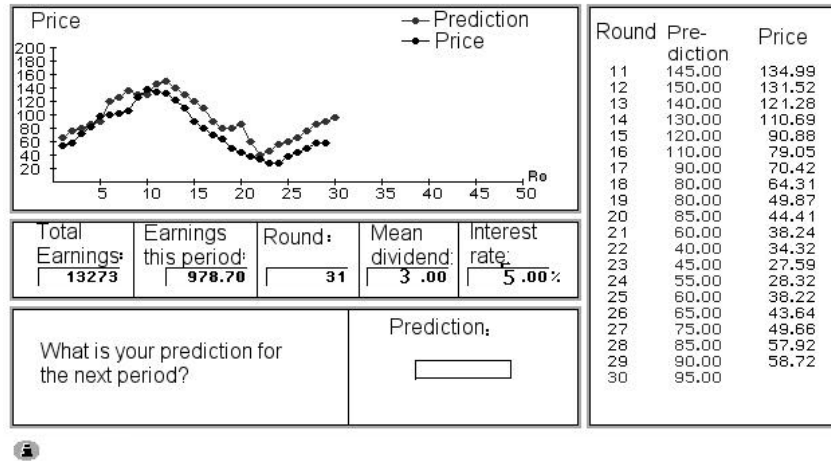 Price
Prediction
Price
200
180
160
140
120
100
80
60
40
20
5 10 15 20 25 30 35 40 45 50
Ro
Total Earnings: 13273
Earnings this period: 978.70
Round: 31
Mean dividend: 3.00
Interest rate: 5.00%
What is your prediction for
the next period?
Prediction:
Round Pre-diction Price
11 145.00 134.99
12 150.00 131.52
13 140.00 121.28
14 130.00 110.69
15 120.00 90.88
16 110.00 79.05
17 90.00 70.42
18 80.00 64.31
19 80.00 49.87
20 85.00 44.41
21 60.00 38.24
22 40.00 34.32
23 45.00 27.59
24 55.00 28.32
25 60.00 38.22
26 65.00 43.64
27 75.00 49.66
28 85.00 57.92
29 90.00 58.72
30 95.00